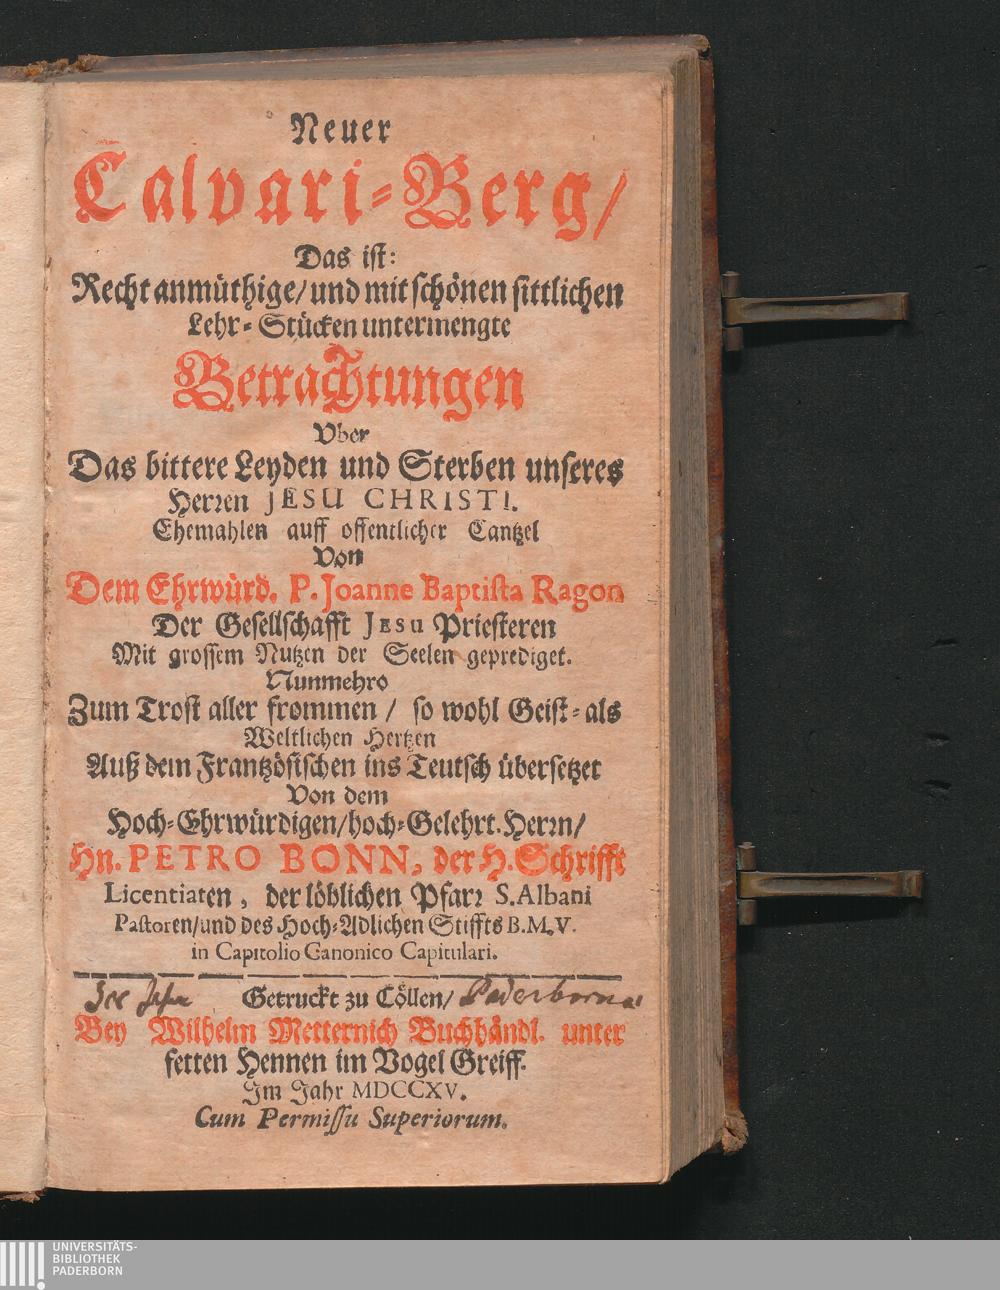 Neuer
Calvari-Berg/
Das ist:
Recht anmüthige/ und mit schönen sittlichen
Lehr-Stücken untermengte
Betrachtungen
Vber
Das bittere Leyden und Sterben unseres
Herren JESU CHRISTI.
Ehemahlen auff offentlicher Cantzel
Von
Dem Ehrwürd. P. Joanne Baptista Ragon
Der Gesellschafft JESU Priesteren
Mit grossem Nutzen der Seelen geprediget.
Nunmehro
Zum Trost aller frommen/ so wohl Geist- als
Weltlichen Hertzen
Auß dem Frantzösischen ins Teutsch übersetzet
Von dem
Hoch-Ehrwürdigen/ hoch-Gelehrt. Herrn/
Hn. PETRO BONN, der H. Schrifft
Licentiaten, der löblichen Pfarr S. Albani
Pastoren/ und des Hoch-Adlichen Stiffts B.M.V.
in Capitolio Canonico Capitulari.
Getruckt zu Cöllen/ Paderbornae
Bey Wilhelm Metternich Buchhändl. unter
fetten Hennen im Vogel Greiff.
Im Jahr MDCCXV.
Cum Permissu Superiorum.
UNIVERSITÄTS-
BIBLIOTHEK
PADERBORN